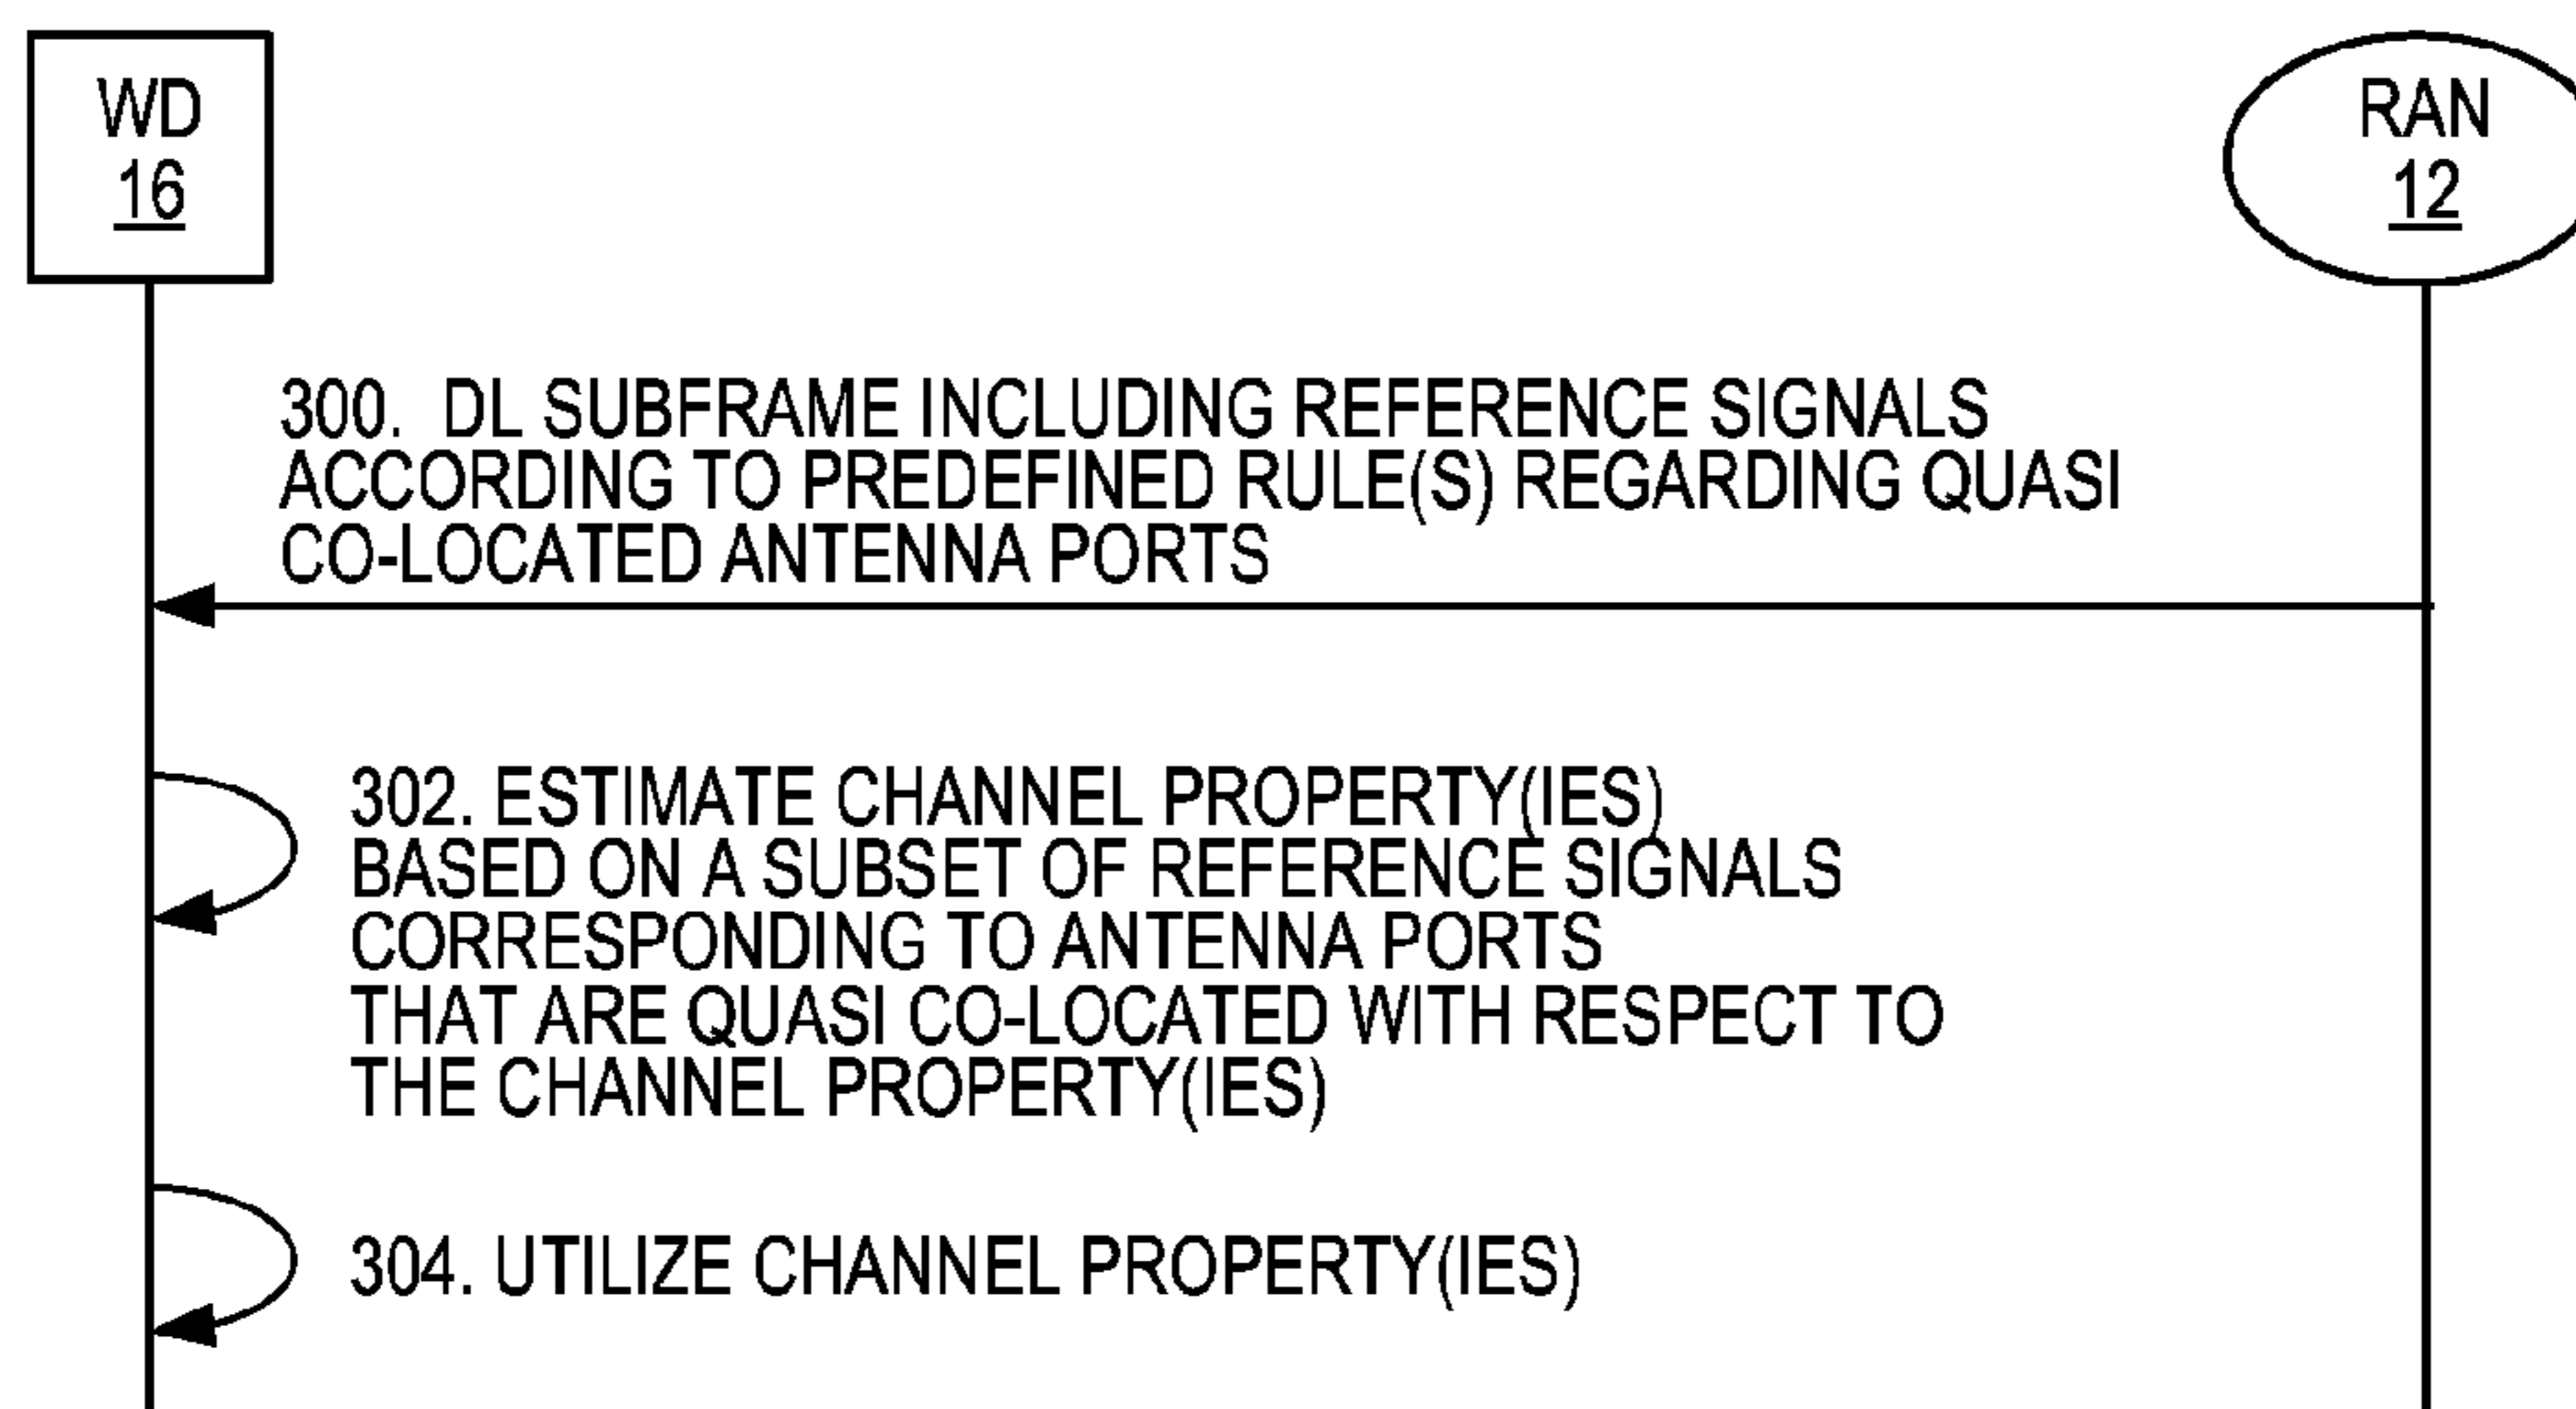 WD
16
RAN
12
300. DL SUBFRAME INCLUDING REFERENCE SIGNALS
ACCORDING TO PREDEFINED RULE(S) REGARDING QUASI
CO-LOCATED ANTENNA PORTS
302. ESTIMATE CHANNEL PROPERTY(IES)
BASED ON A SUBSET OF REFERENCE SIGNALS
CORRESPONDING TO ANTENNA PORTS
THAT ARE QUASI CO-LOCATED WITH RESPECT TO
THE CHANNEL PROPERTY(IES)
304. UTILIZE CHANNEL PROPERTY(IES)